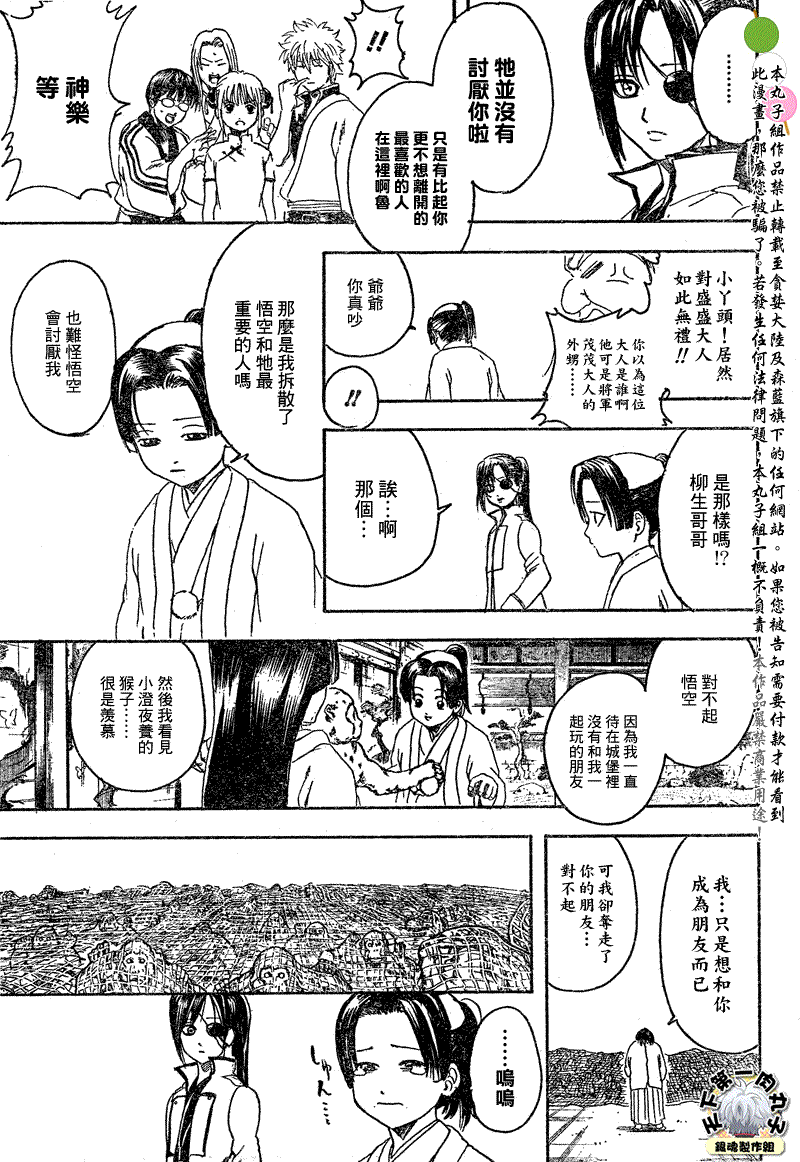 ………
牠並沒有
討厭你啦
只是有比起你
更不想離開的
最喜歡的人
在這裡啊魯
!!
神樂
等
小丫頭！居然
對盛盛大人
如此無禮!!
你以為這位
大人是誰啊
他可是將軍
茂茂大人的
外甥……
爺爺
你真吵
!!
那麼是我拆散了
悟空和牠最
重要的人嗎
也難怪悟空
會討厭我
是那樣嗎!?
柳生哥哥
誒…啊
那個…
對不起
悟空
因為我一直
待在城堡裡
沒有和我一
起玩的朋友
然後我看見
小澄夜養的
猴子……
很是羨慕
我…只是想和你
成為朋友而已
可我卻奪走了
你的朋友…
對不起
……嗚嗚
しゅん…
本丸子組作品禁止轉載至貪婪大陸及森藍旗下的任何網站。如果您被告知需要付款才能看到
此漫畫，那麼您被騙了。若發生任何法律問題，本丸子組一概不負責！本作品嚴禁商業用途！
天下第一肉丸子
銀魂製作組